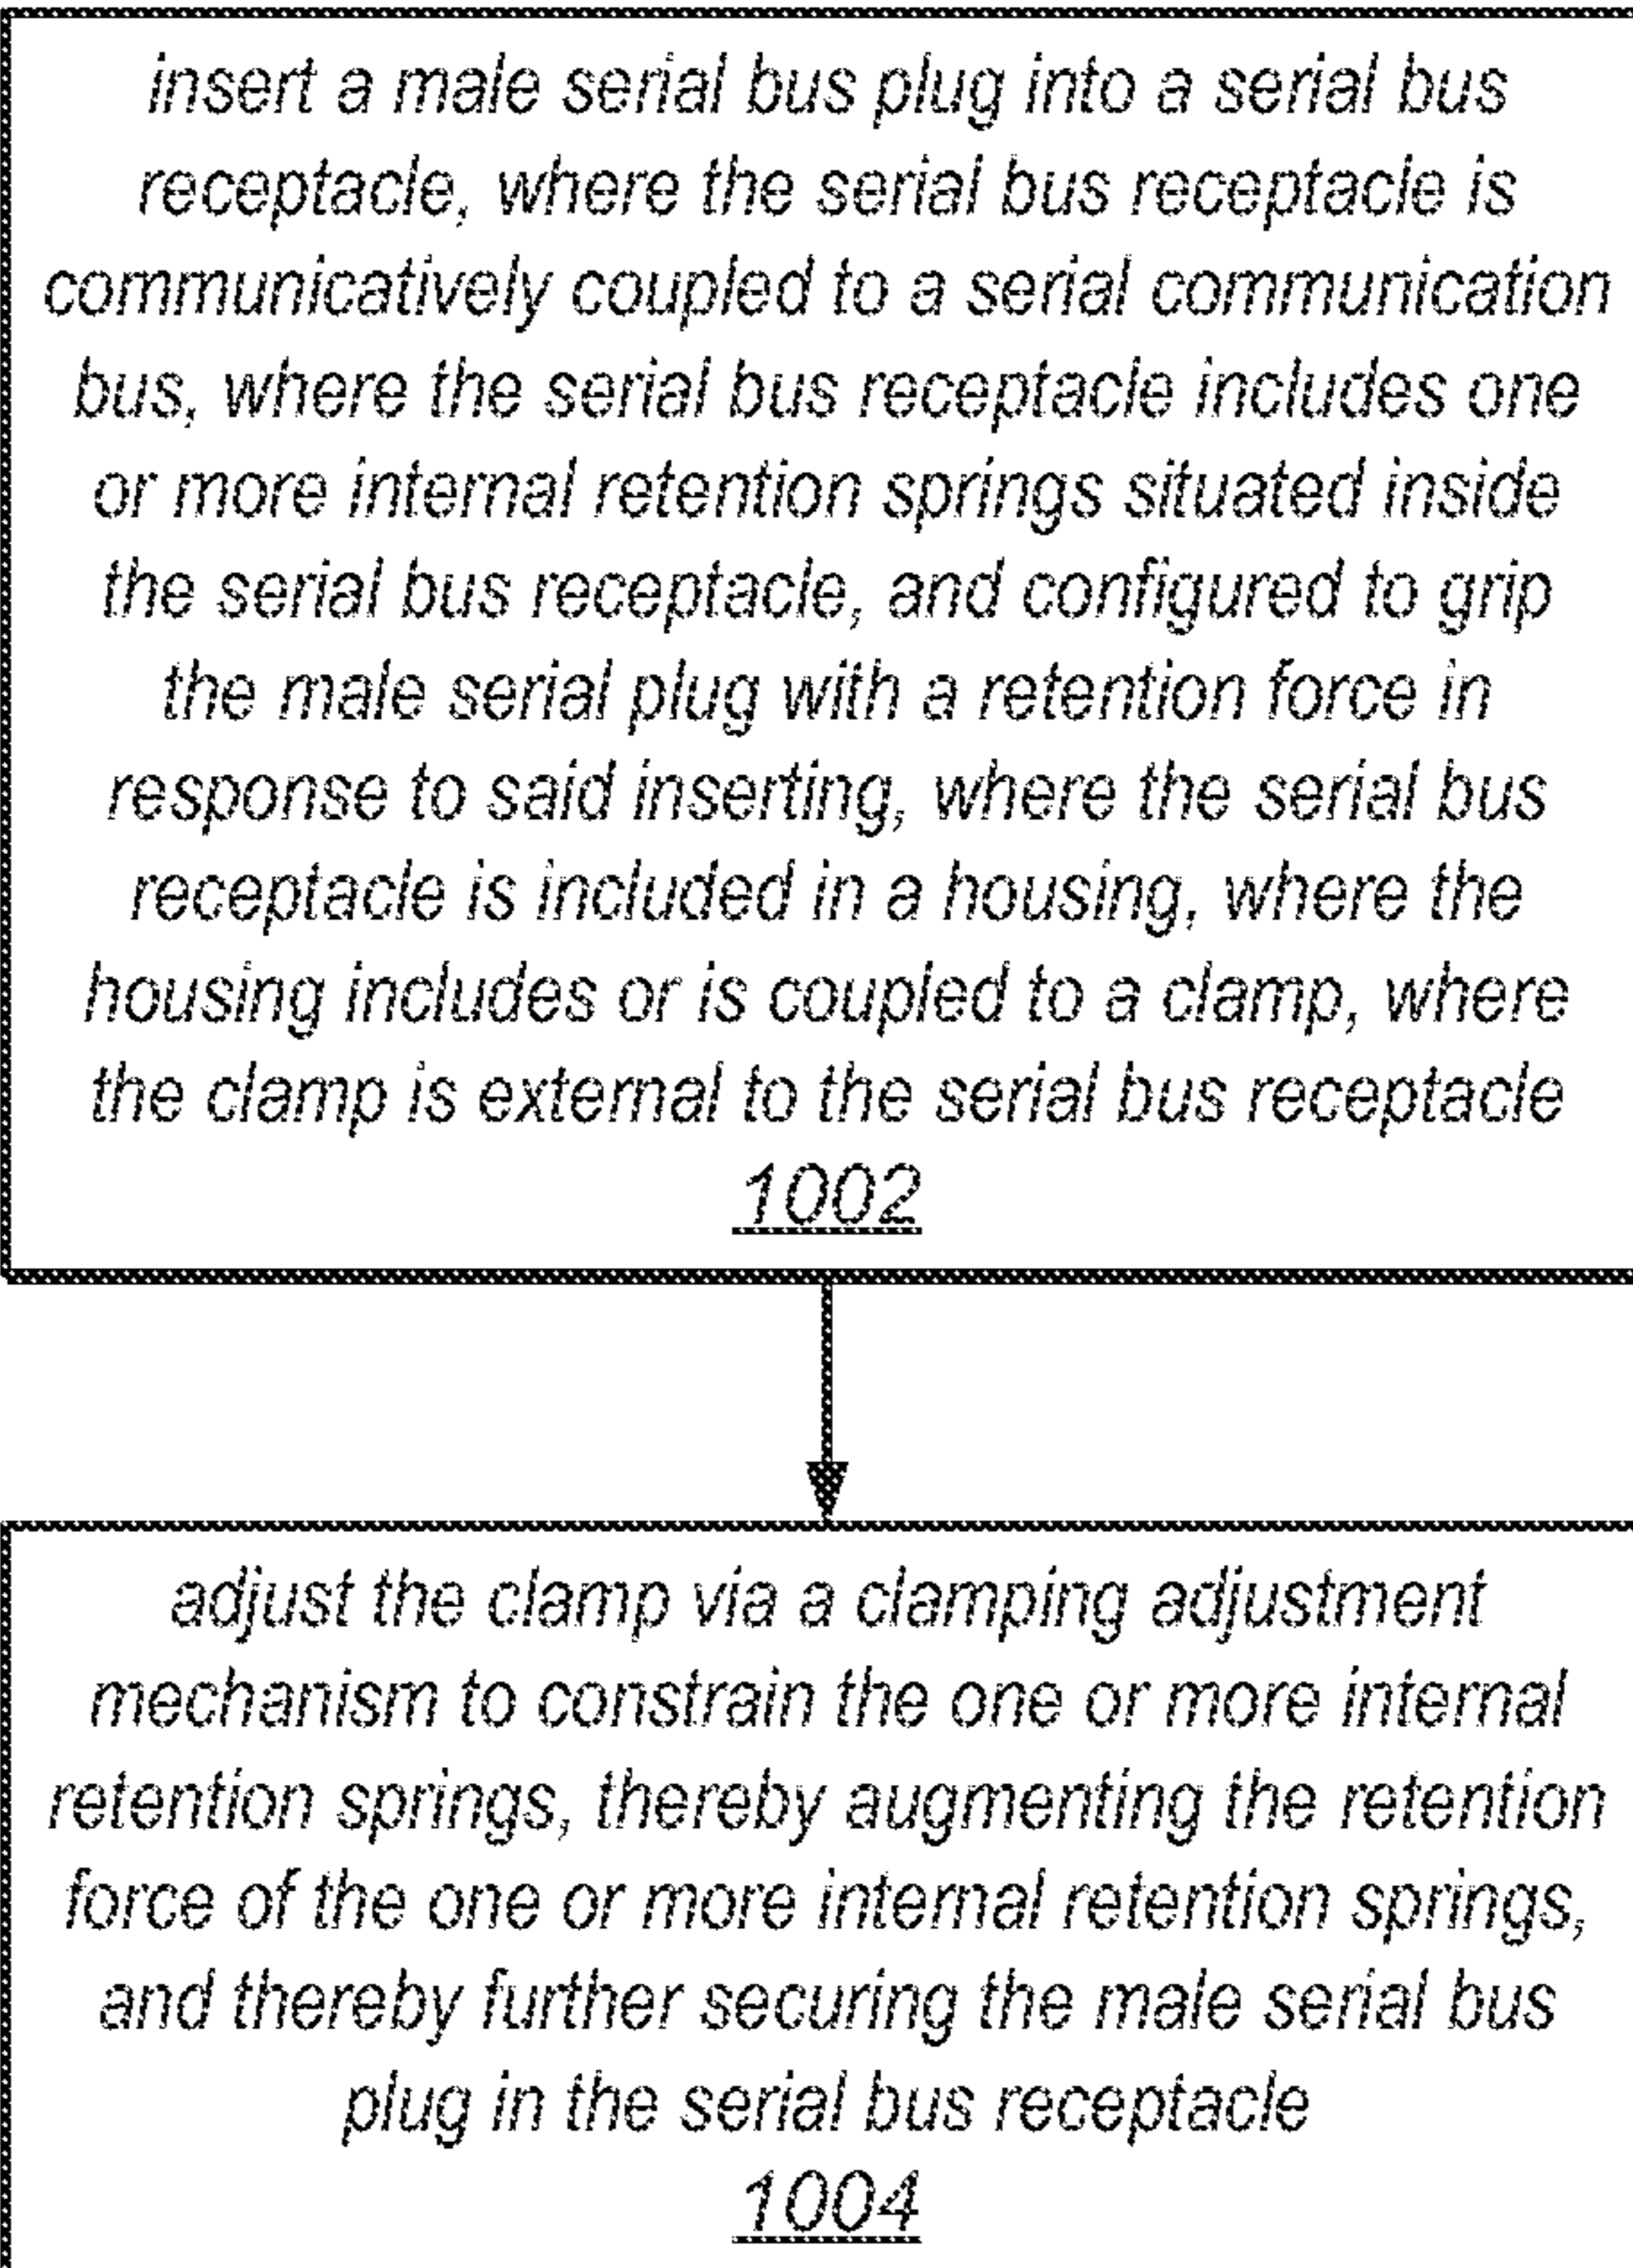 insert a male serial bus plug into a serial bus
receptacle, where the serial bus receptacle is
communicatively coupled to a serial communication
bus, where the serial bus receptacle includes one
or more internal retention springs situated inside
the serial bus receptacle, and configured to grip
the male serial plug with a retention force in
response to said inserting, where the serial bus
receptacle is included in a housing, where the
housing includes or is coupled to a clamp, where
the clamp is external to the serial bus receptacle
1002
adjust the clamp via a clamping adjustment
mechanism to constrain the one or more internal
retention springs, thereby augmenting the retention
force of the one or more internal retention springs,
and thereby further securing the male serial bus
plug in the serial bus receptacle
1004